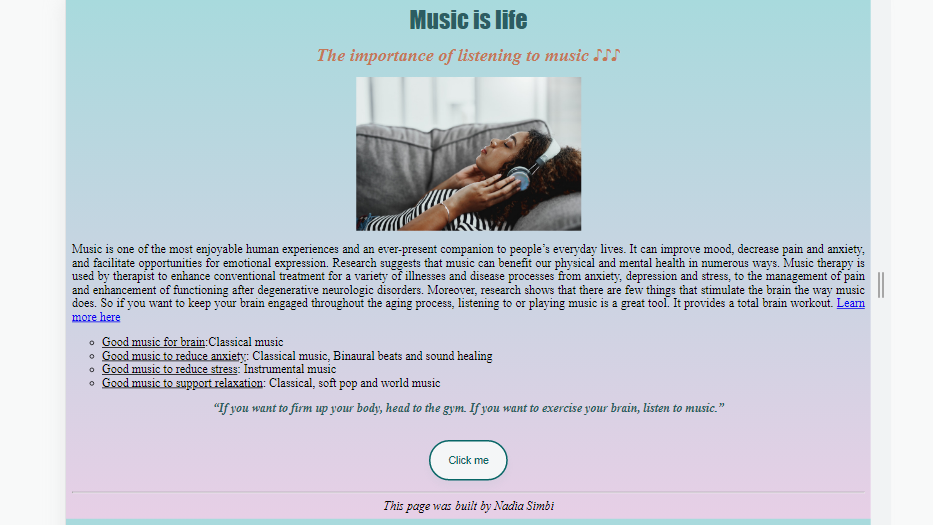 Music is life
The importance of listening to music ♪♪♪
Music is one of the most enjoyable human experiences and an ever-present companion to people’s everyday lives. It can improve mood, decrease pain and anxiety,
and facilitate opportunities for emotional expression. Research suggests that music can benefit our physical and mental health in numerous ways. Music therapy is
used by therapist to enhance conventional treatment for a variety of illnesses and disease processes from anxiety, depression and stress, to the management of pain
and enhancement of functioning after degenerative neurologic disorders. Moreover, research shows that there are few things that stimulate the brain the way music
does. So if you want to keep your brain engaged throughout the aging process, listening to or playing music is a great tool. It provides a total brain workout. Learn
more here
Good music for brain:Classical music
Good music to reduce anxiety: Classical music, Binaural beats and sound healing
Good music to reduce stress: Instrumental music
Good music to support relaxation: Classical, soft pop and world music
“If you want to firm up your body, head to the gym. If you want to exercise your brain, listen to music.”
Click me
This page was built by Nadia Simbi